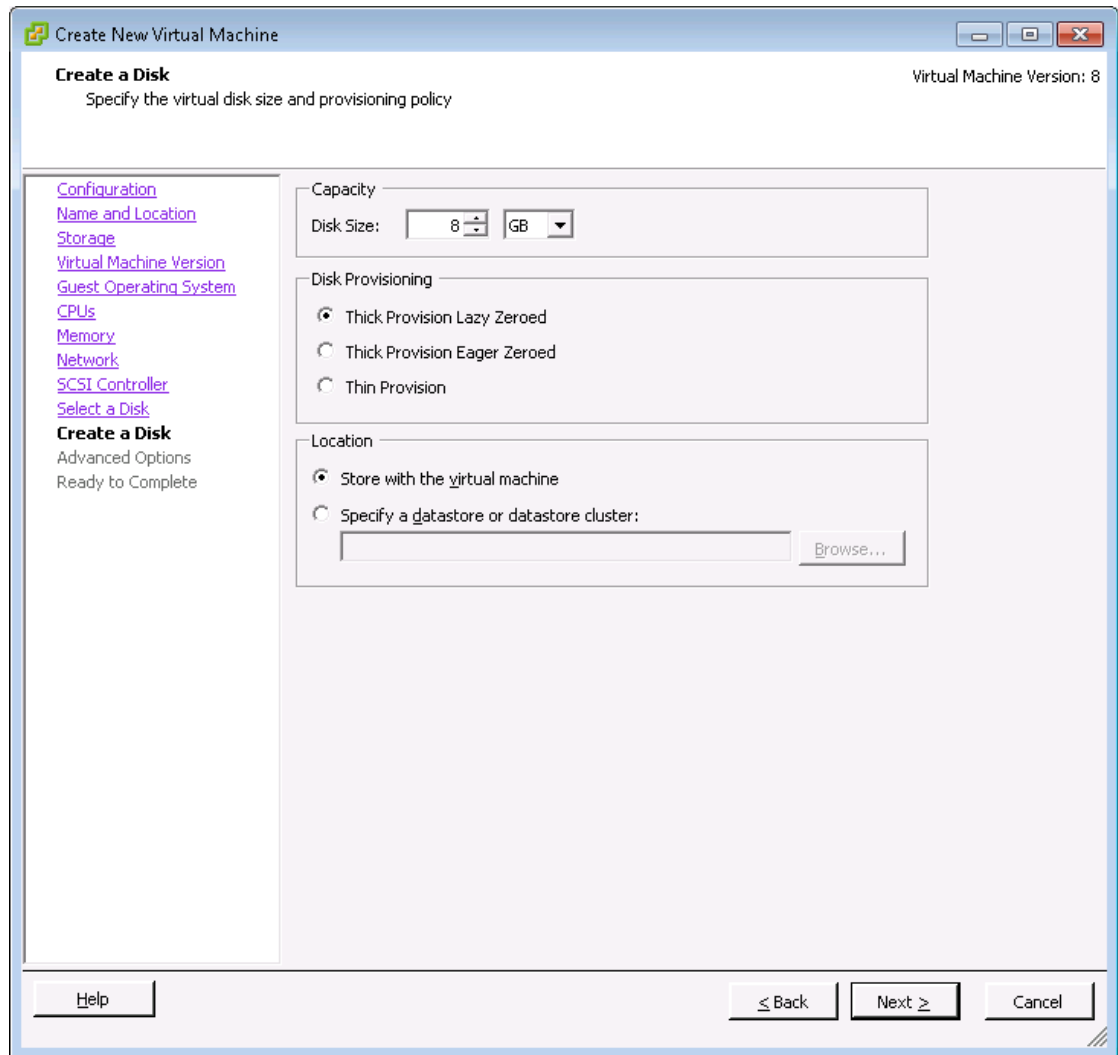 Create New Virtual Machine
Create a Disk
Virtual Machine Version: 8
Specify the virtual disk size and provisioning policy
Configuration
Name and Location
Storage
Virtual Machine Version
Guest Operating System
CPUs
Memory
Network
SCSI Controller
Select a Disk
Create a Disk
Advanced Options
Ready to Complete
Capacity
Disk Size: 8 GB
Disk Provisioning
Thick Provision Lazy Zeroed
Thick Provision Eager Zeroed
Thin Provision
Location
Store with the virtual machine
Specify a datastore or datastore cluster:
Browse...
Help
< Back
Next >
Cancel